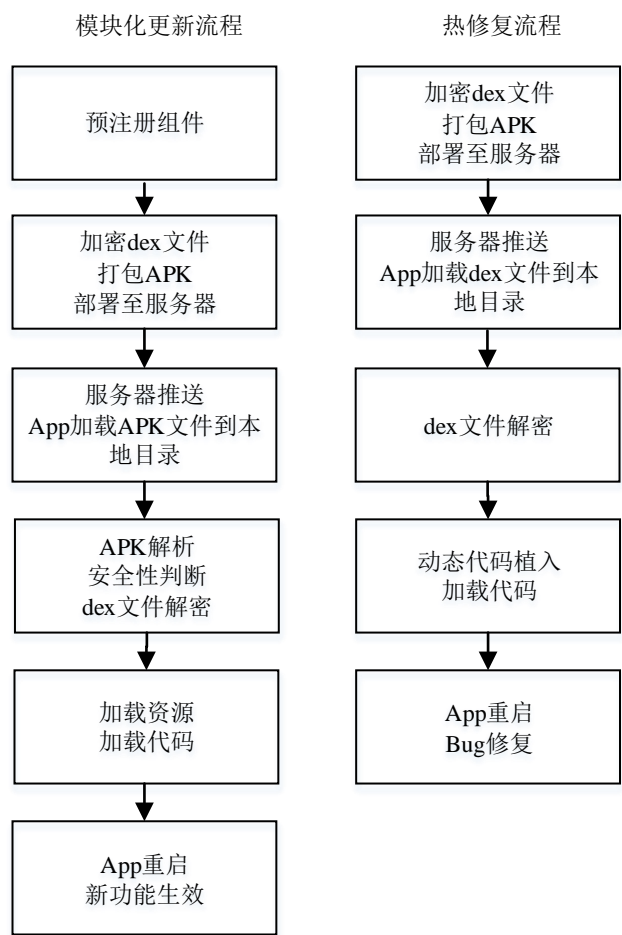 模块化更新流程
预注册组件
加密dex文件
打包APK
部署至服务器
服务器推送
App加载APK文件到本
地目录
APK解析
安全性判断
dex文件解密
加载资源
加载代码
App重启
新功能生效
热修复流程
加密dex文件
打包APK
部署至服务器
服务器推送
App加载dex文件到本
地目录
dex文件解密
动态代码植入
加载代码
App重启
Bug修复